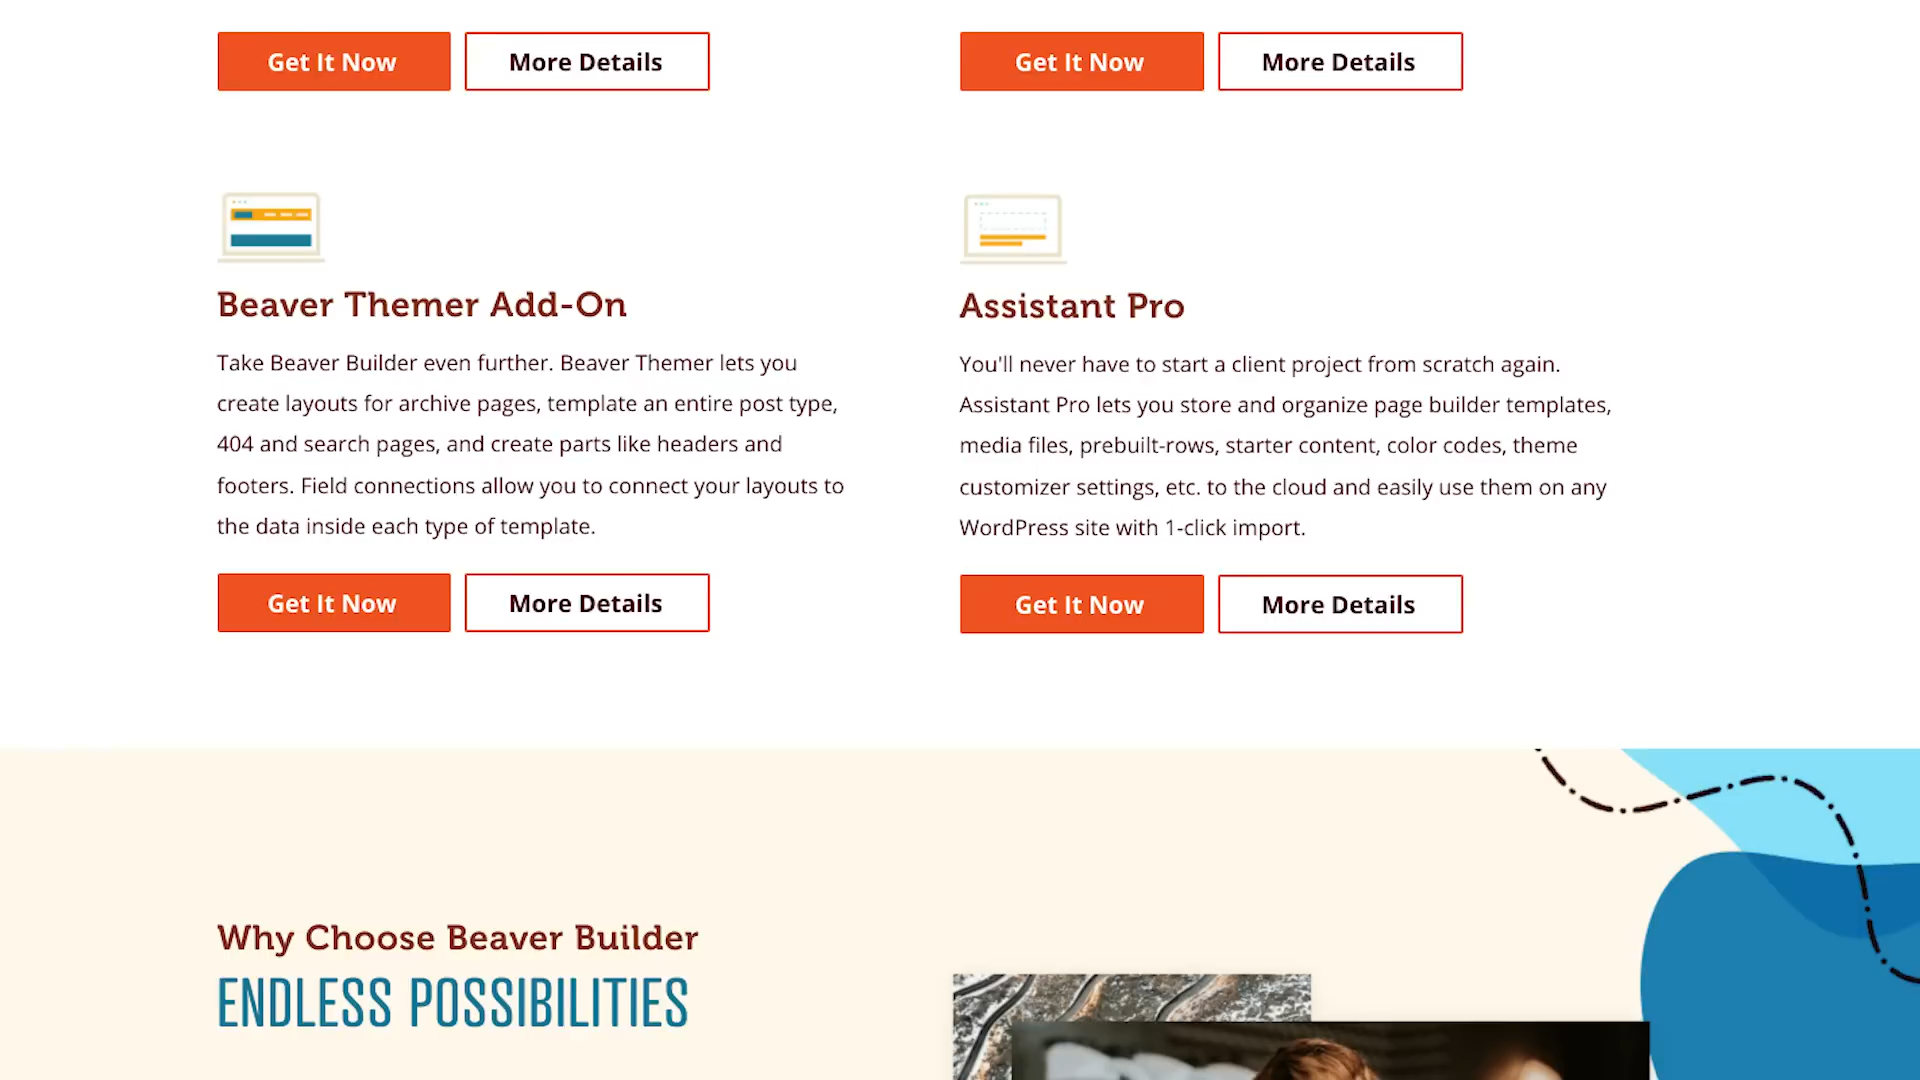 Get It Now
More Details
Get It Now
More Details
Beaver Themer Add-On
Take Beaver Builder even further. Beaver Themer lets you
create layouts for archive pages, template an entire post type,
404 and search pages, and create parts like headers and
footers. Field connections allow you to connect your layouts to
the data inside each type of template.
Get It Now
More Details
Assistant Pro
You'll never have to start a client project from scratch again.
Assistant Pro lets you store and organize page builder templates,
media files, prebuilt-rows, starter content, color codes, theme
customizer settings, etc. to the cloud and easily use them on any
WordPress site with 1-click import.
Get It Now
More Details
Why Choose Beaver Builder
ENDLESS POSSIBILITIES